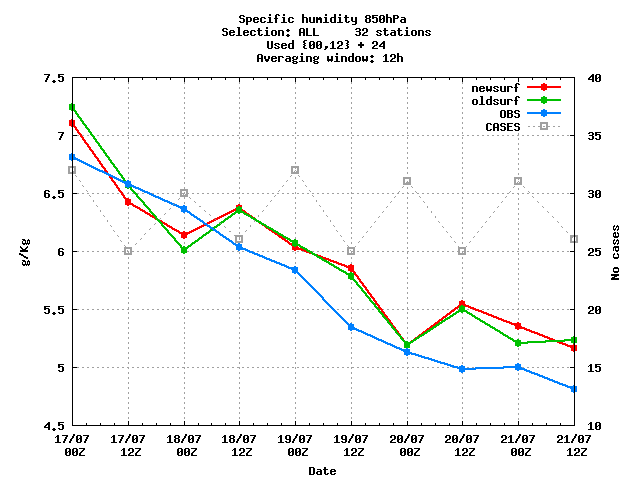 Specific humidity 850hPa
Selection: ALL 32 stations
Used {00,12} + 24
Averaging window: 12h
7.5
7
6.5
6
5.5
5
4.5
g/Kg
40
35
30
25
20
15
10
No cases
newsurf
oldsurf
OBS
CASES
17/07 17/07 18/07 18/07 19/07 19/07 20/07 20/07 21/07 21/07
00Z 12Z 00Z 12Z 00Z 12Z 00Z 12Z 00Z 12Z
Date